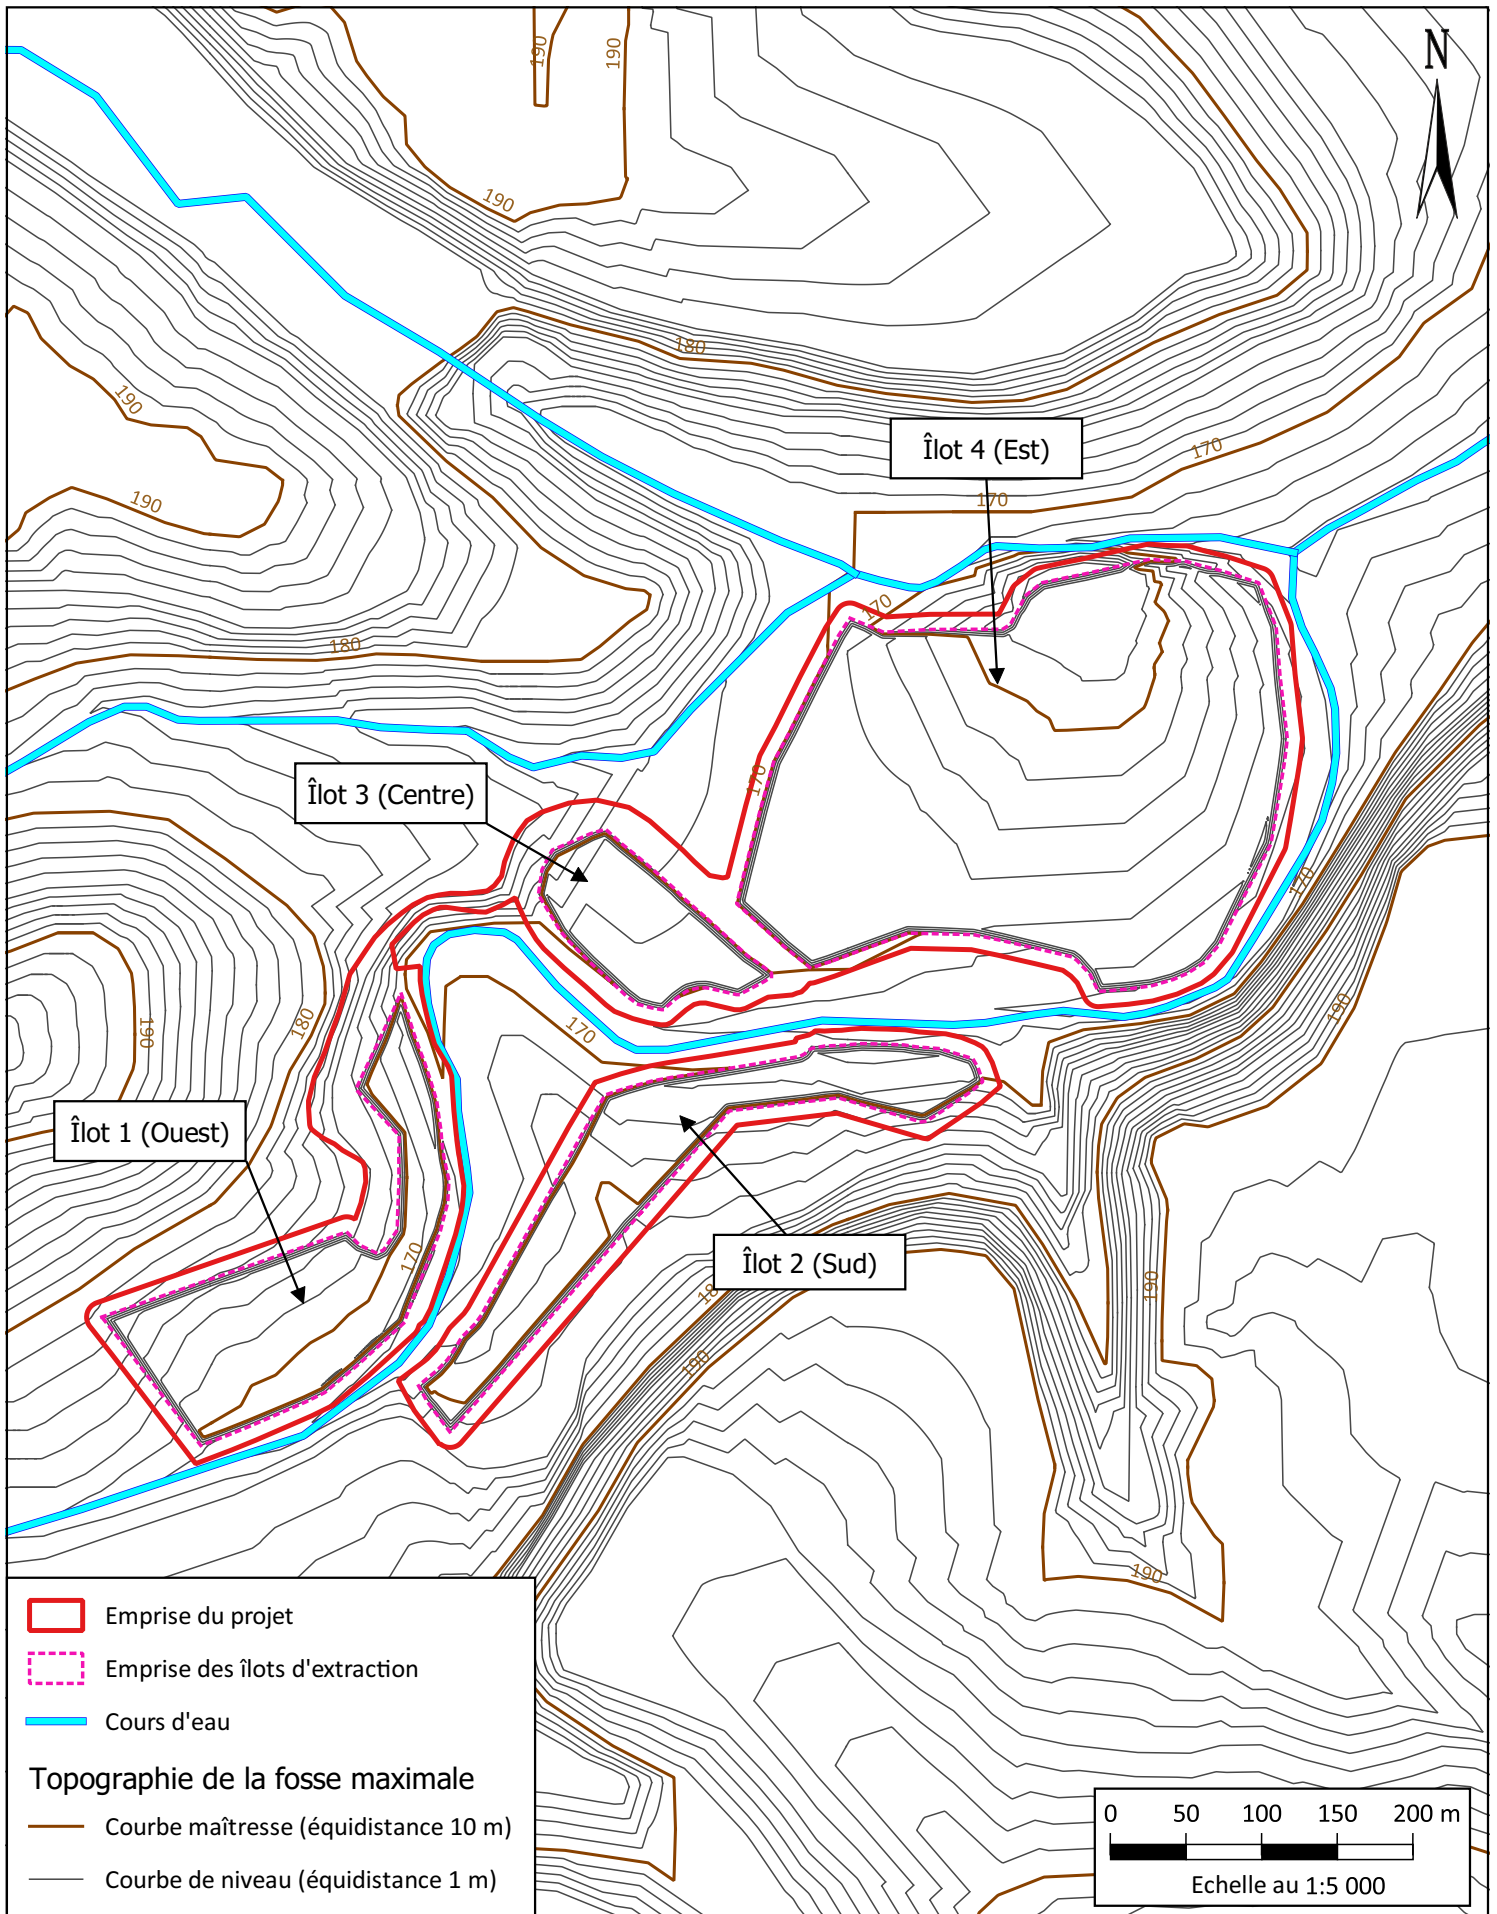 190
190
N
190
180
190
Îlot 4 (Est)
170
190
170
170
180
Îlot 3 (Centre)
170
170
190
180
170
190
Îlot 1 (Ouest)
170
Îlot 2 (Sud)
190
190
190
Emprise du projet
Emprise des îlots d'extraction
Cours d'eau
Topographie de la fosse maximale
Courbe maîtresse (équidistance 10 m)
Courbe de niveau (équidistance 1 m)
0 50 100 150 200 m
Echelle au 1:5 000